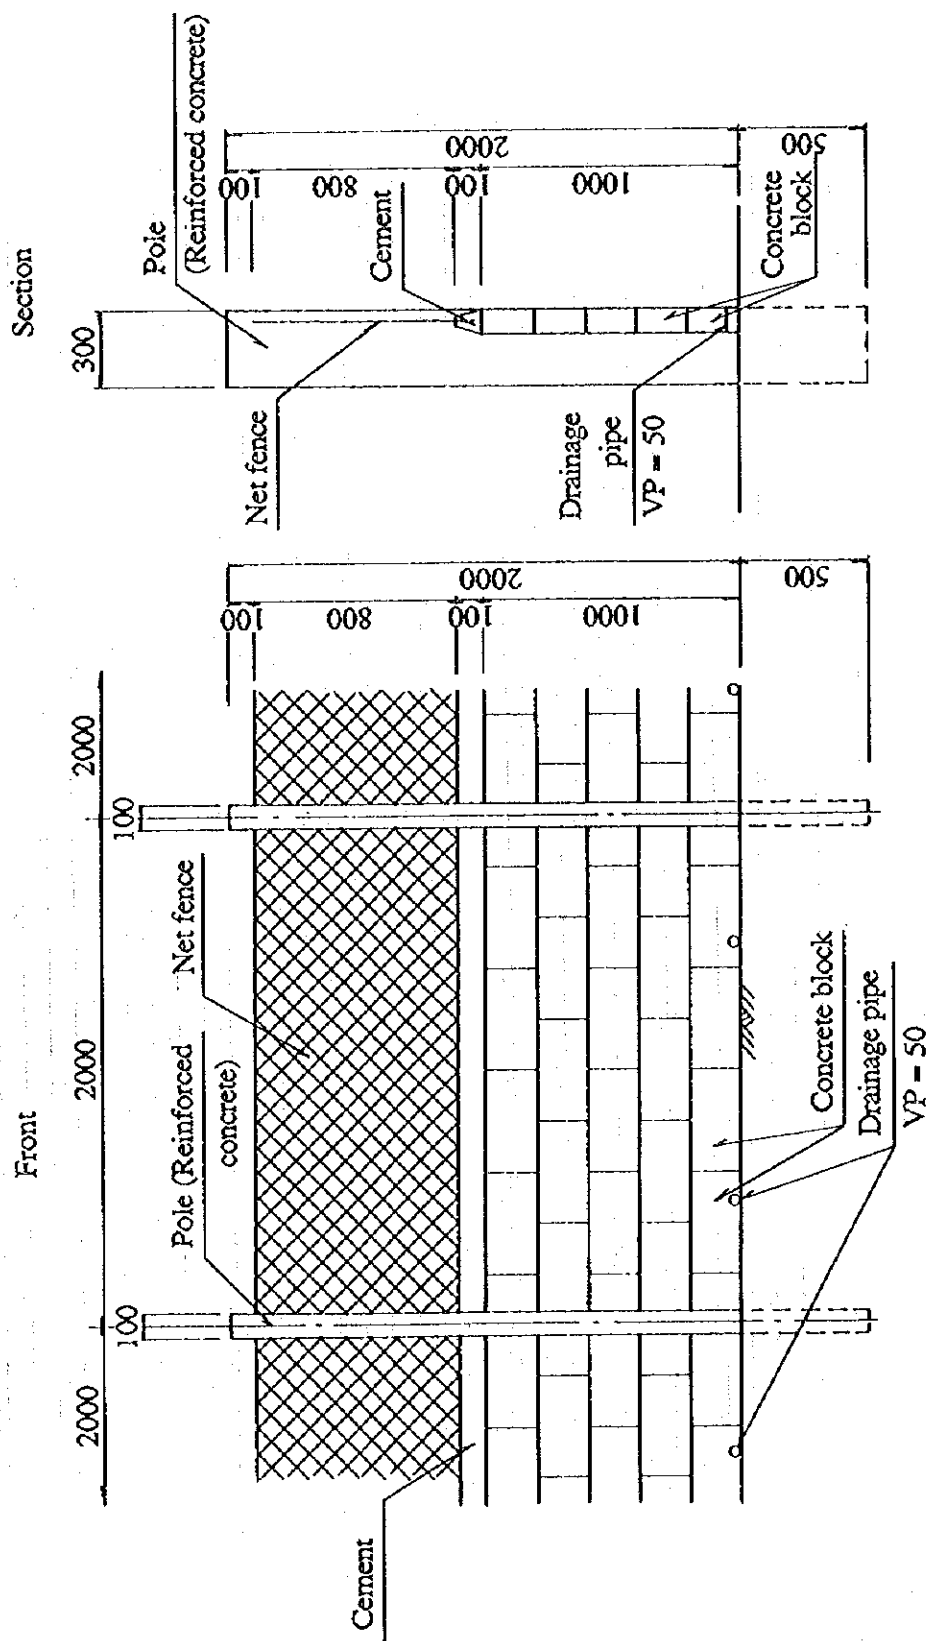 Front
2000
2000
2000
100
100
Pole (Reinforced
concrete)
Net fence
Cement
100
800
100
1000
2000
500
Concrete block
Drainage pipe
VP = 50
Section
300
Pole
(Reinforced concrete)
Net fence
Cement
100
800
100
1000
2000
500
Drainage
pipe
VP = 50
Concrete
block